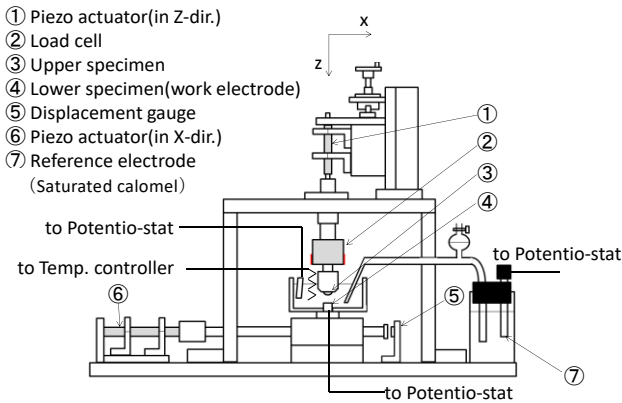 ① Piezo actuator(in Z-dir.)
② Load cell
③ Upper specimen
④ Lower specimen(work electrode)
⑤ Displacement gauge
⑥ Piezo actuator(in X-dir.)
⑦ Reference electrode
（Saturated calomel）
x
z
①
②
③
④
to Potentio-stat
to Potentio-stat
to Temp. controller
⑤
⑥
⑦
to Potentio-stat